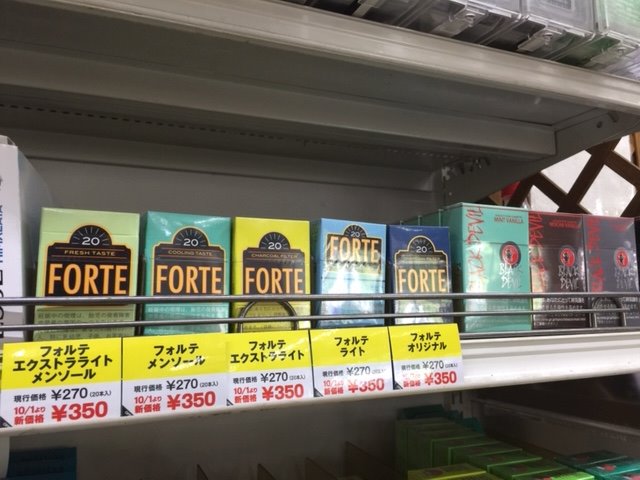 20
FRESH TASTE
FORTE
20
COOLING TASTE
FORTE
20
CHARCOAL FILTER
FORTE
20
FORTE
20
FORTE
MINT VANILLA
BLACK DEVIL
フォルテ
エクストラライト
メンソール
現行価格 ¥270(20本入)
10/1より
新価格 ¥350
フォルテ
メンソール
現行価格 ¥270(20本入)
10/1より
新価格 ¥350
フォルテ
エクストラライト
現行価格 ¥270(20本入)
10/1より
新価格 ¥350
フォルテ
ライト
現行価格 ¥270
10/1より
新価格 ¥350
フォルテ
オリジナル
現行価格 ¥270(20本入)
10/1より
新価格 ¥350